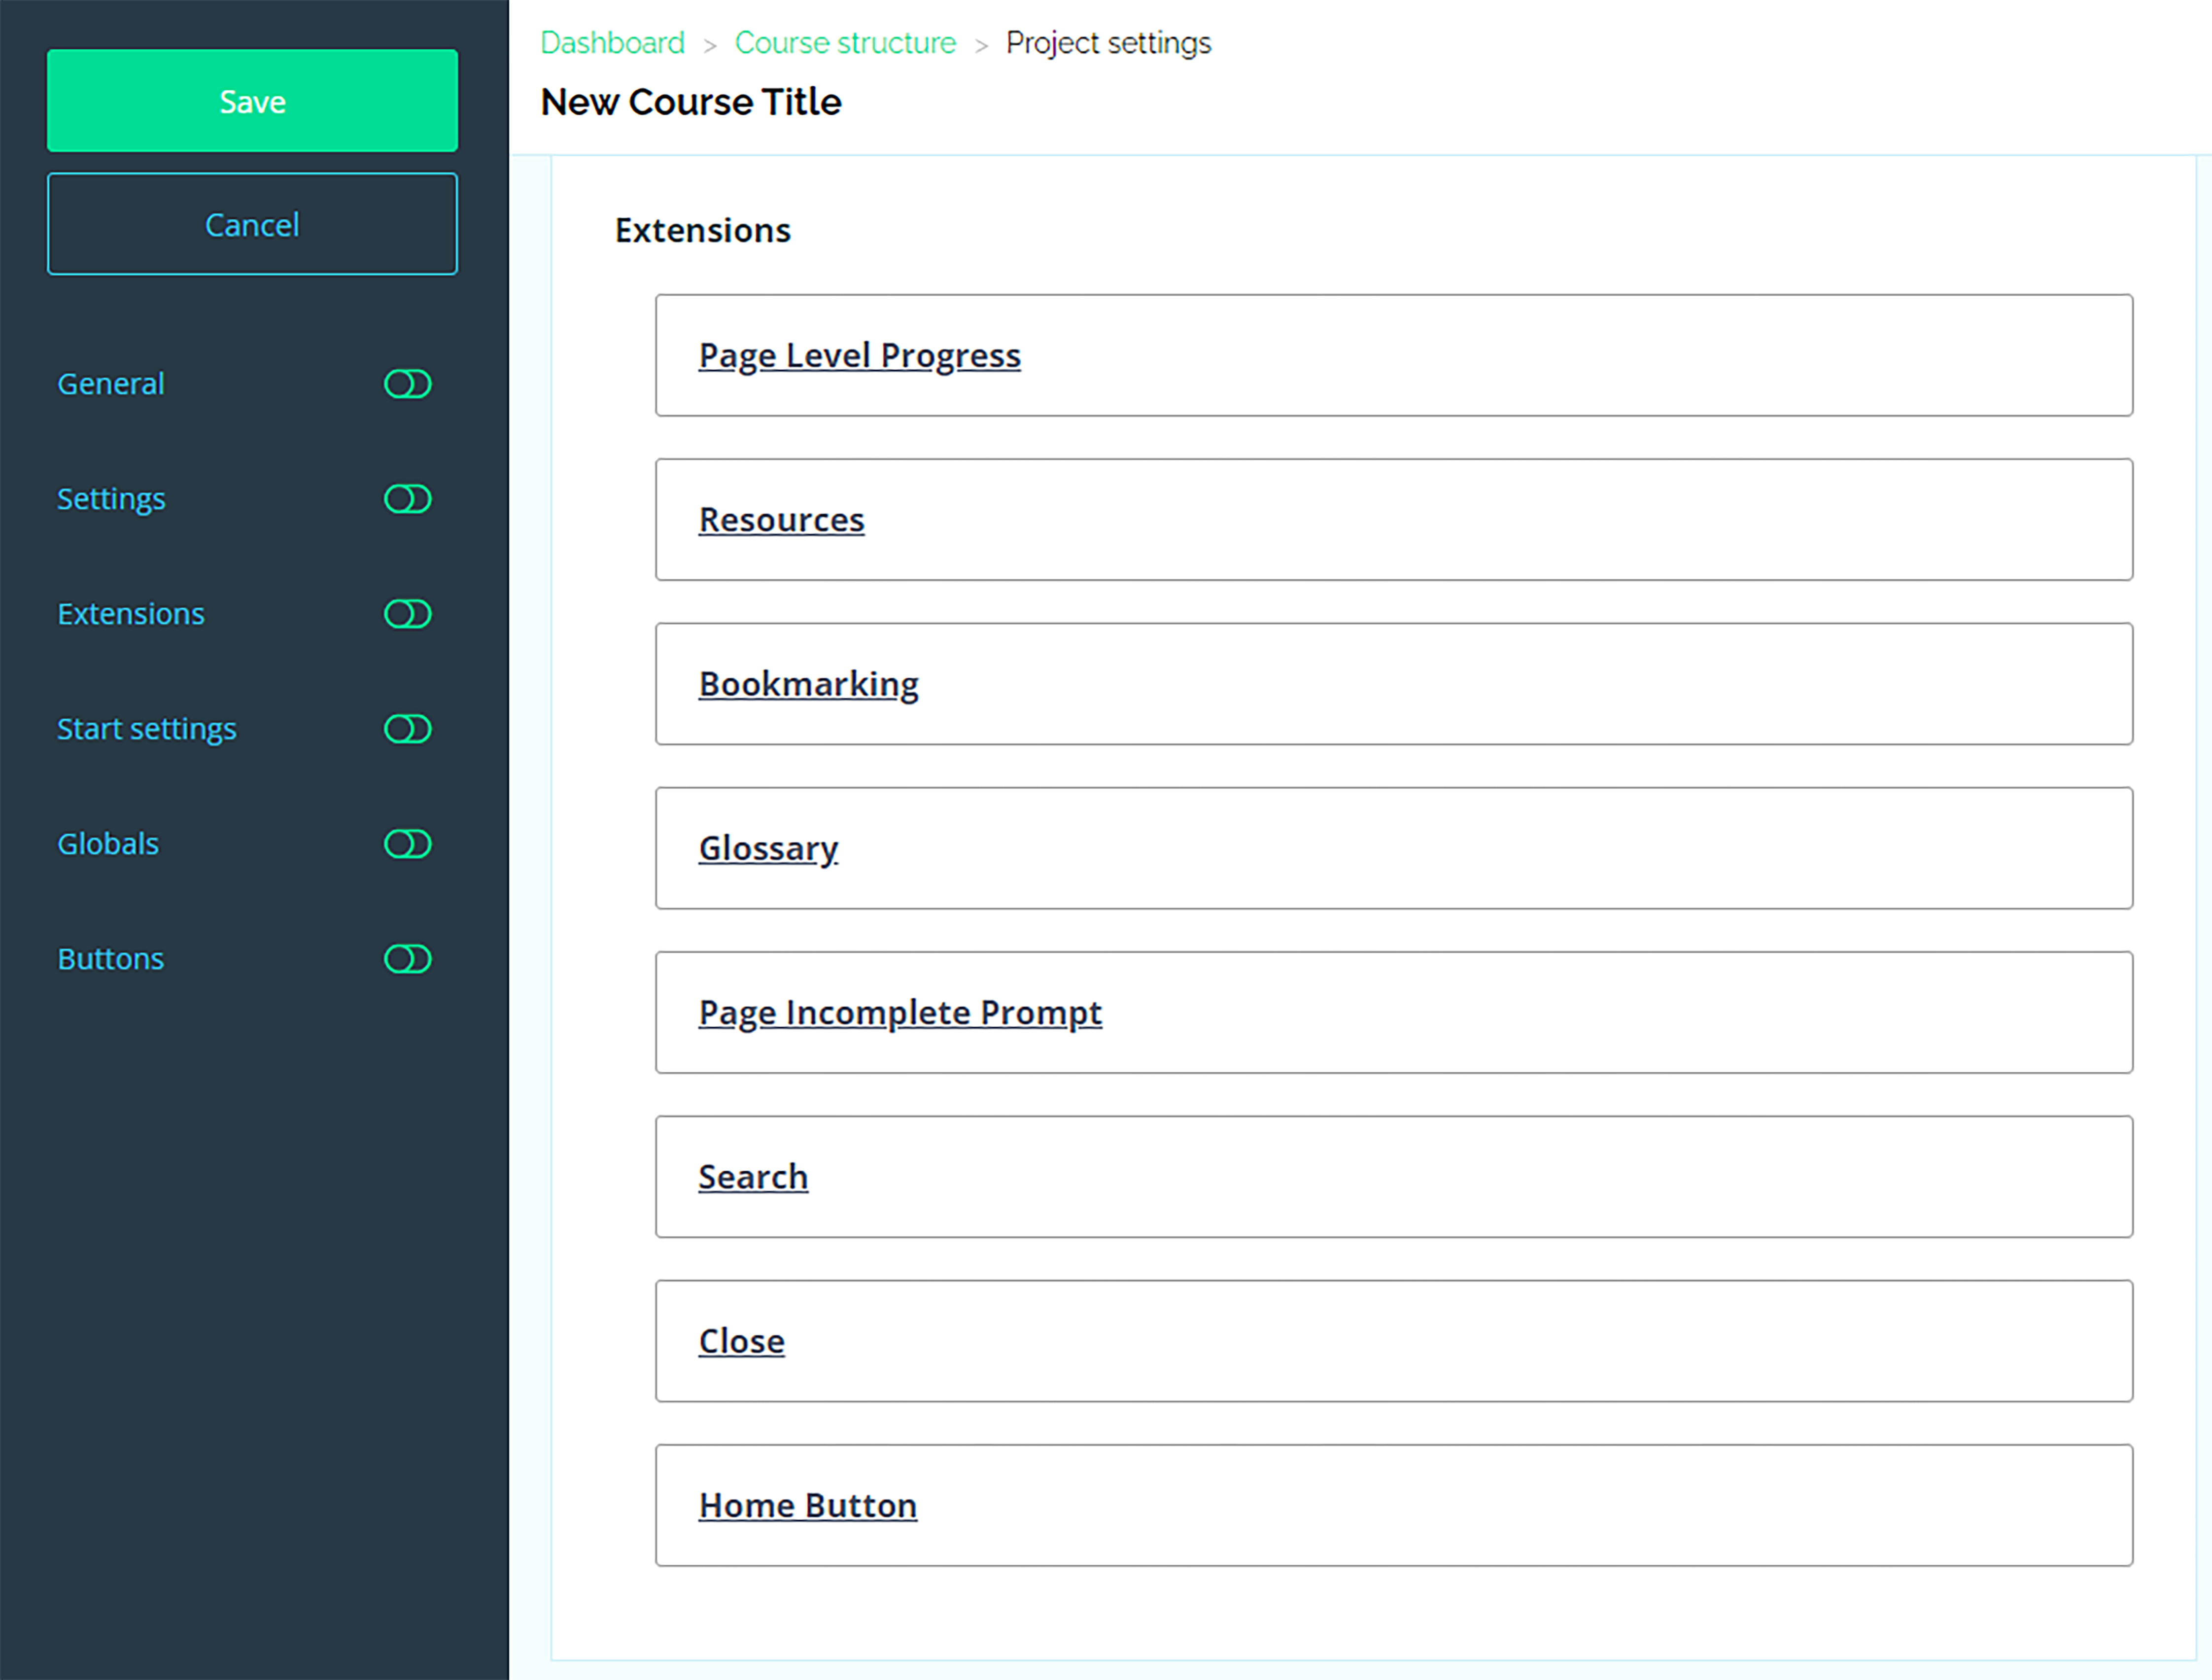 Save
Cancel
General
Settings
Extensions
Start settings
Globals
Buttons
Dashboard > Course structure > Project settings
New Course Title
Extensions
Page Level Progress
Resources
Bookmarking
Glossary
Page Incomplete Prompt
Search
Close
Home Button